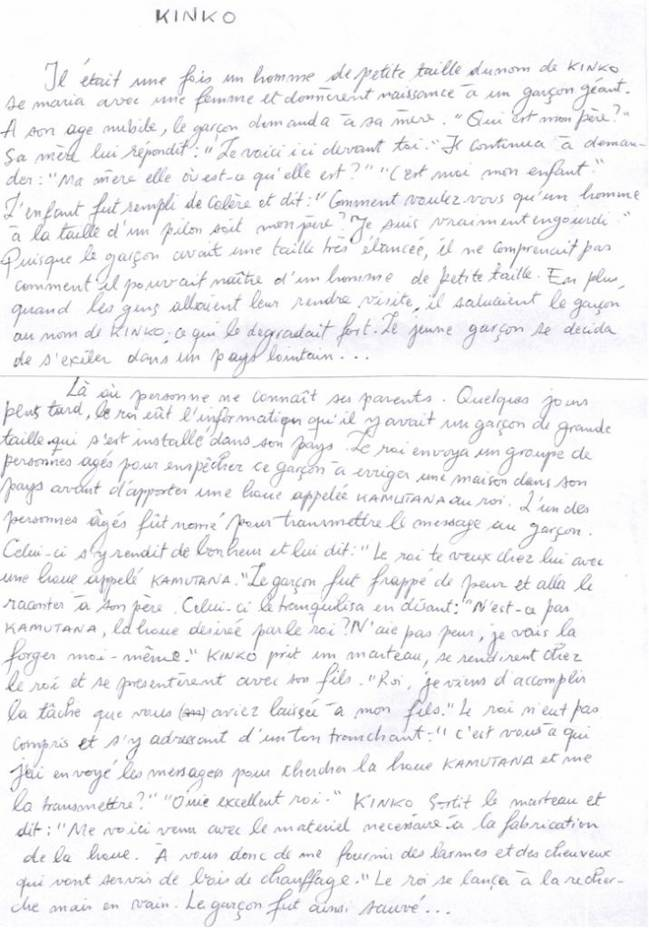 KINKO
Il était une fois un homme de petite taille du nom de KINKO
se maria avec une femme et donnèrent naissance à un garçon géant.
A son age nubile, le garçon demanda à sa mère. "Qui est mon père?"
Sa mère lui répondit: "Le voici ici devant toi." Il continua à deman-
der: "Ma mère elle où est-ce qu'elle est?" "C'est moi mon enfant."
L'enfant fut rempli de colère et dit: "Comment voulez-vous qu'un homme
à la taille d'un pilon soit mon père? Je suis vraiment engourdi."
Puisque le garçon avait une taille très élancée, il ne comprenait pas
comment il pouvait naître d'un homme de petite taille. En plus,
quand les gens allaient leur rendre visite, il saluaient le garçon
au nom de KINKO; ce qui le degradait fort. Le jeune garçon se decida
de s'exiler dans un pays lountain...
Là où personne ne connaît ses parents. Quelques jours
plus tard, le roi eût l'information qu'il y avait un garçon de grande
taille qui s'est installé dans son pays. Le roi envoya un groupe de
personnes agés pour empêcher ce garçon à erriger une maison dans son
pays avant d'apporter une houe appelée KAMUTANA au roi. L'un des
personnes âgés fût nomé pour transmettre le message au garçon.
Celui-ci s'y rendit de bonheur et lui dit: "Le roi te veux chez lui avec
une houe appelé KAMUTANA." Le garçon fut frappé de peur et alla le
raconter à son père. Celui-ci le tranquilisa en disant: "N'est-ce pas
KAMUTANA, la houe desirée par le roi? N'aie pas peur, je vais la
forger moi-même." KINKO prit un marteau, se rendirent chez
le roi et se presentèrent avec son fils. "Roi, je viens d'accomplir
la tâche que vous aviez laissée à mon fils." Le roi n'eut pas
compris et s'y adressant d'un ton tranchant: "C'est vous à qui
j'ai envoyé les messagers pour chercher la houe KAMUTANA et me
la transmettre?" "Ouie excellent roi." KINKO sortit le marteau et
dit: "Me voici venu avec le materiel necessaire à la fabrication
de la houe. A vous donc de me fournir des larmes et des cheuveux
qui vont servir de bois de chauffage." Le roi se lança à la recher-
che mais en vain. Le garçon fut ainsi sauvé...